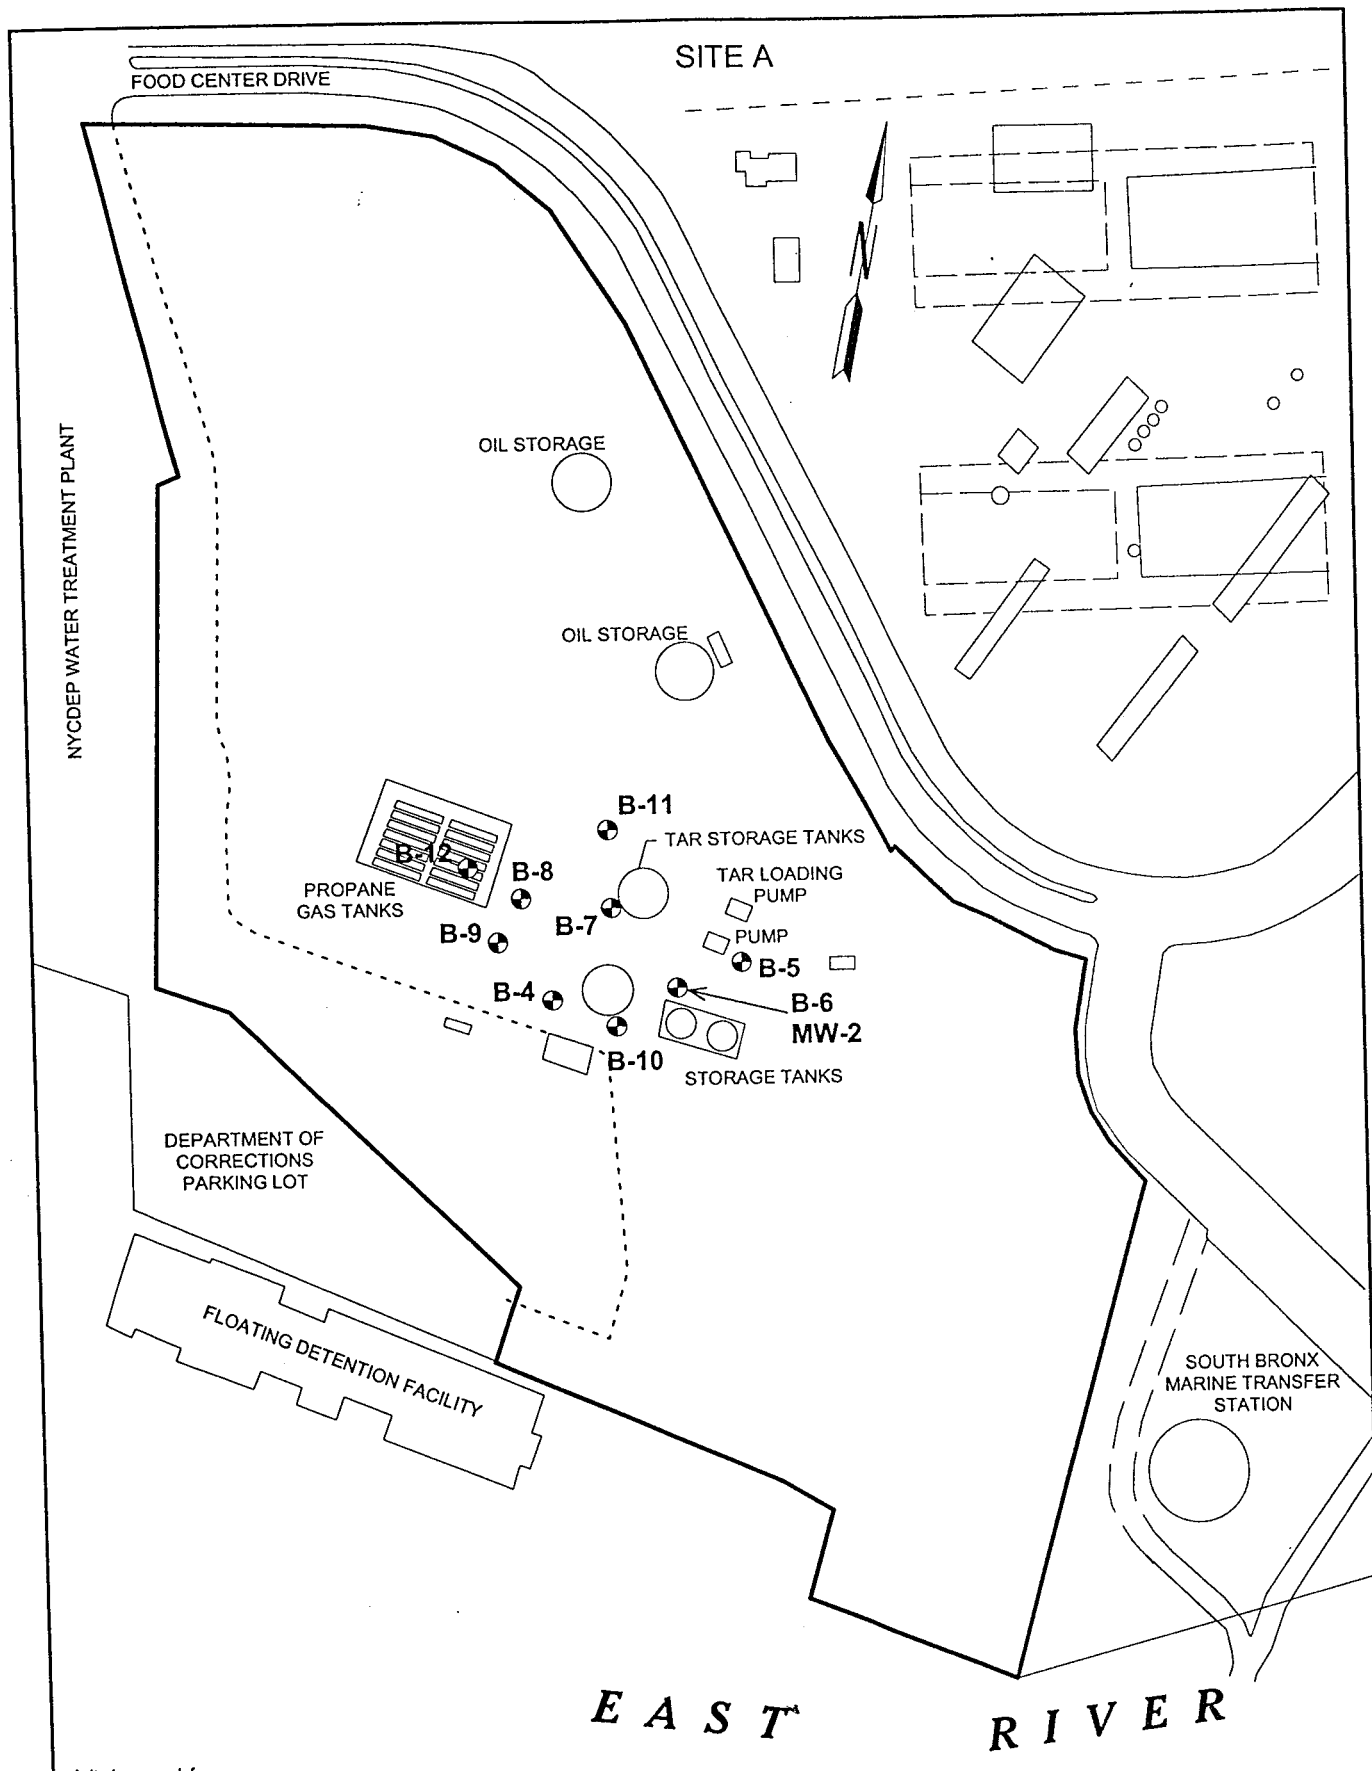 SITE A
FOOD CENTER DRIVE
N
NYCDEP WATER TREATMENT PLANT
OIL STORAGE
OIL STORAGE
B-11
TAR STORAGE TANKS
B-12
B-8
TAR LOADING
PUMP
PROPANE
GAS TANKS
B-7
B-9
PUMP
B-5
B-4
B-6
MW-2
B-10
STORAGE TANKS
DEPARTMENT OF
CORRECTIONS
PARKING LOT
FLOATING DETENTION FACILITY
SOUTH BRONX
MARINE TRANSFER
STATION
EAST RIVER